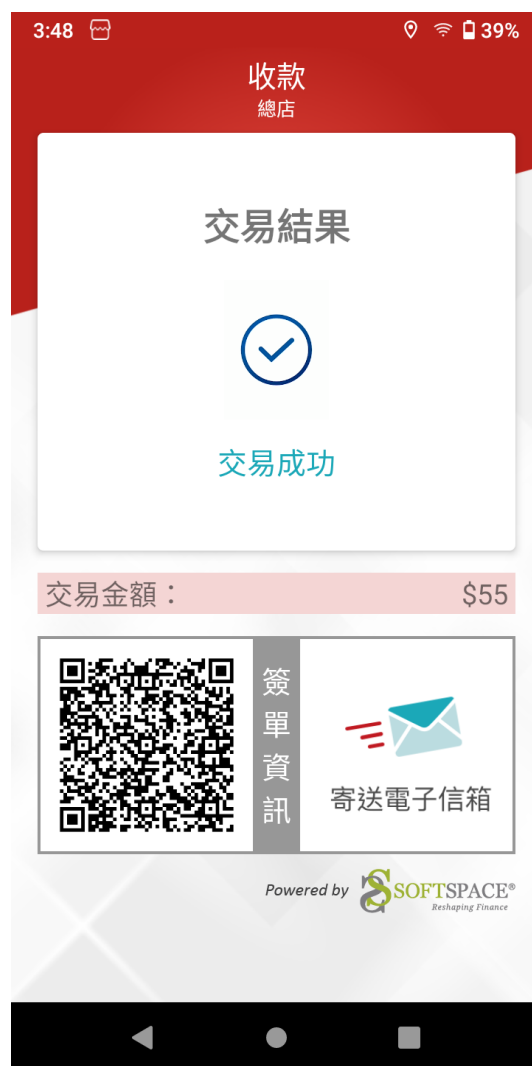 3:48
39%
收款
總店
交易結果
交易成功
交易金額：
$55
簽單資訊
寄送電子信箱
Powered by
SOFTSPACE®
Reshaping Finance